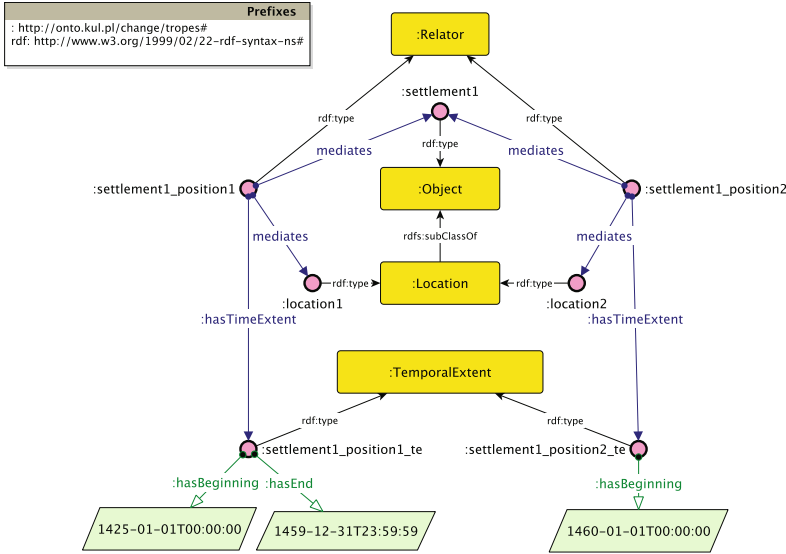 Prefixes
: http://onto.kul.pl/change/tropes#
rdf: http://www.w3.org/1999/02/22-rdf-syntax-ns#
:Relator
:settlement1
rdf:type
rdf:type
rdf:type
mediates
mediates
:settlement1_position1
:Object
:settlement1_position2
mediates
rdfs:subClassOf
mediates
rdf:type
:Location
rdf:type
:location1
:location2
:hasTimeExtent
:hasTimeExtent
:TemporalExtent
rdf:type
rdf:type
:settlement1_position1_te
:settlement1_position2_te
:hasBeginning
:hasEnd
:hasBeginning
1425-01-01T00:00:00
1459-12-31T23:59:59
1460-01-01T00:00:00